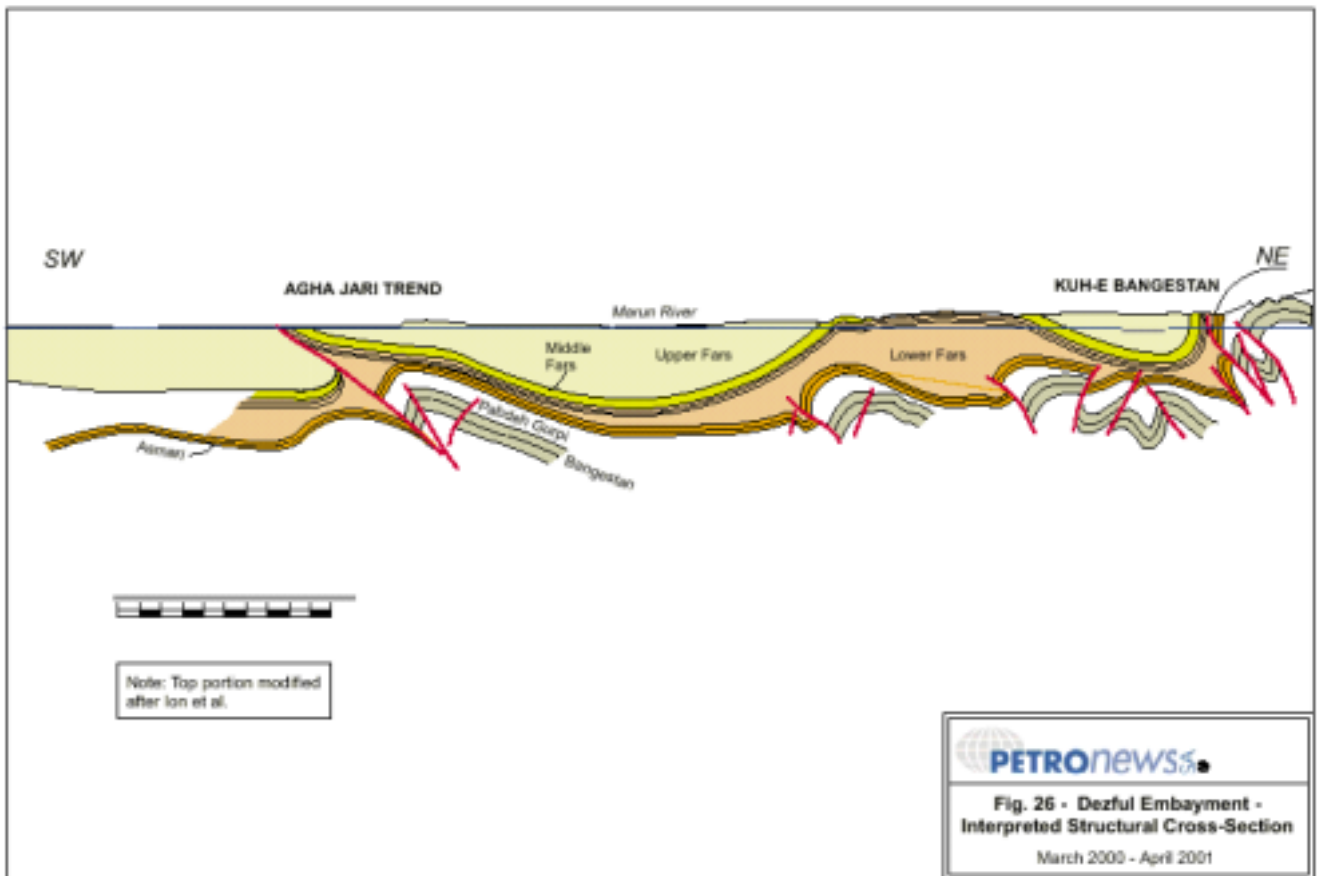 SW
NE
AGHA JARI TREND
KUH-E BANGESTAN
Marun River
Middle
Fars
Upper Fars
Lower Fars
Pabdeh Gurpi
Bangestan
Asmari
Note: Top portion modified
after Ion et al.
PETROnews
Fig. 26 - Dezful Embayment -
Interpreted Structural Cross-Section
March 2000 - April 2001